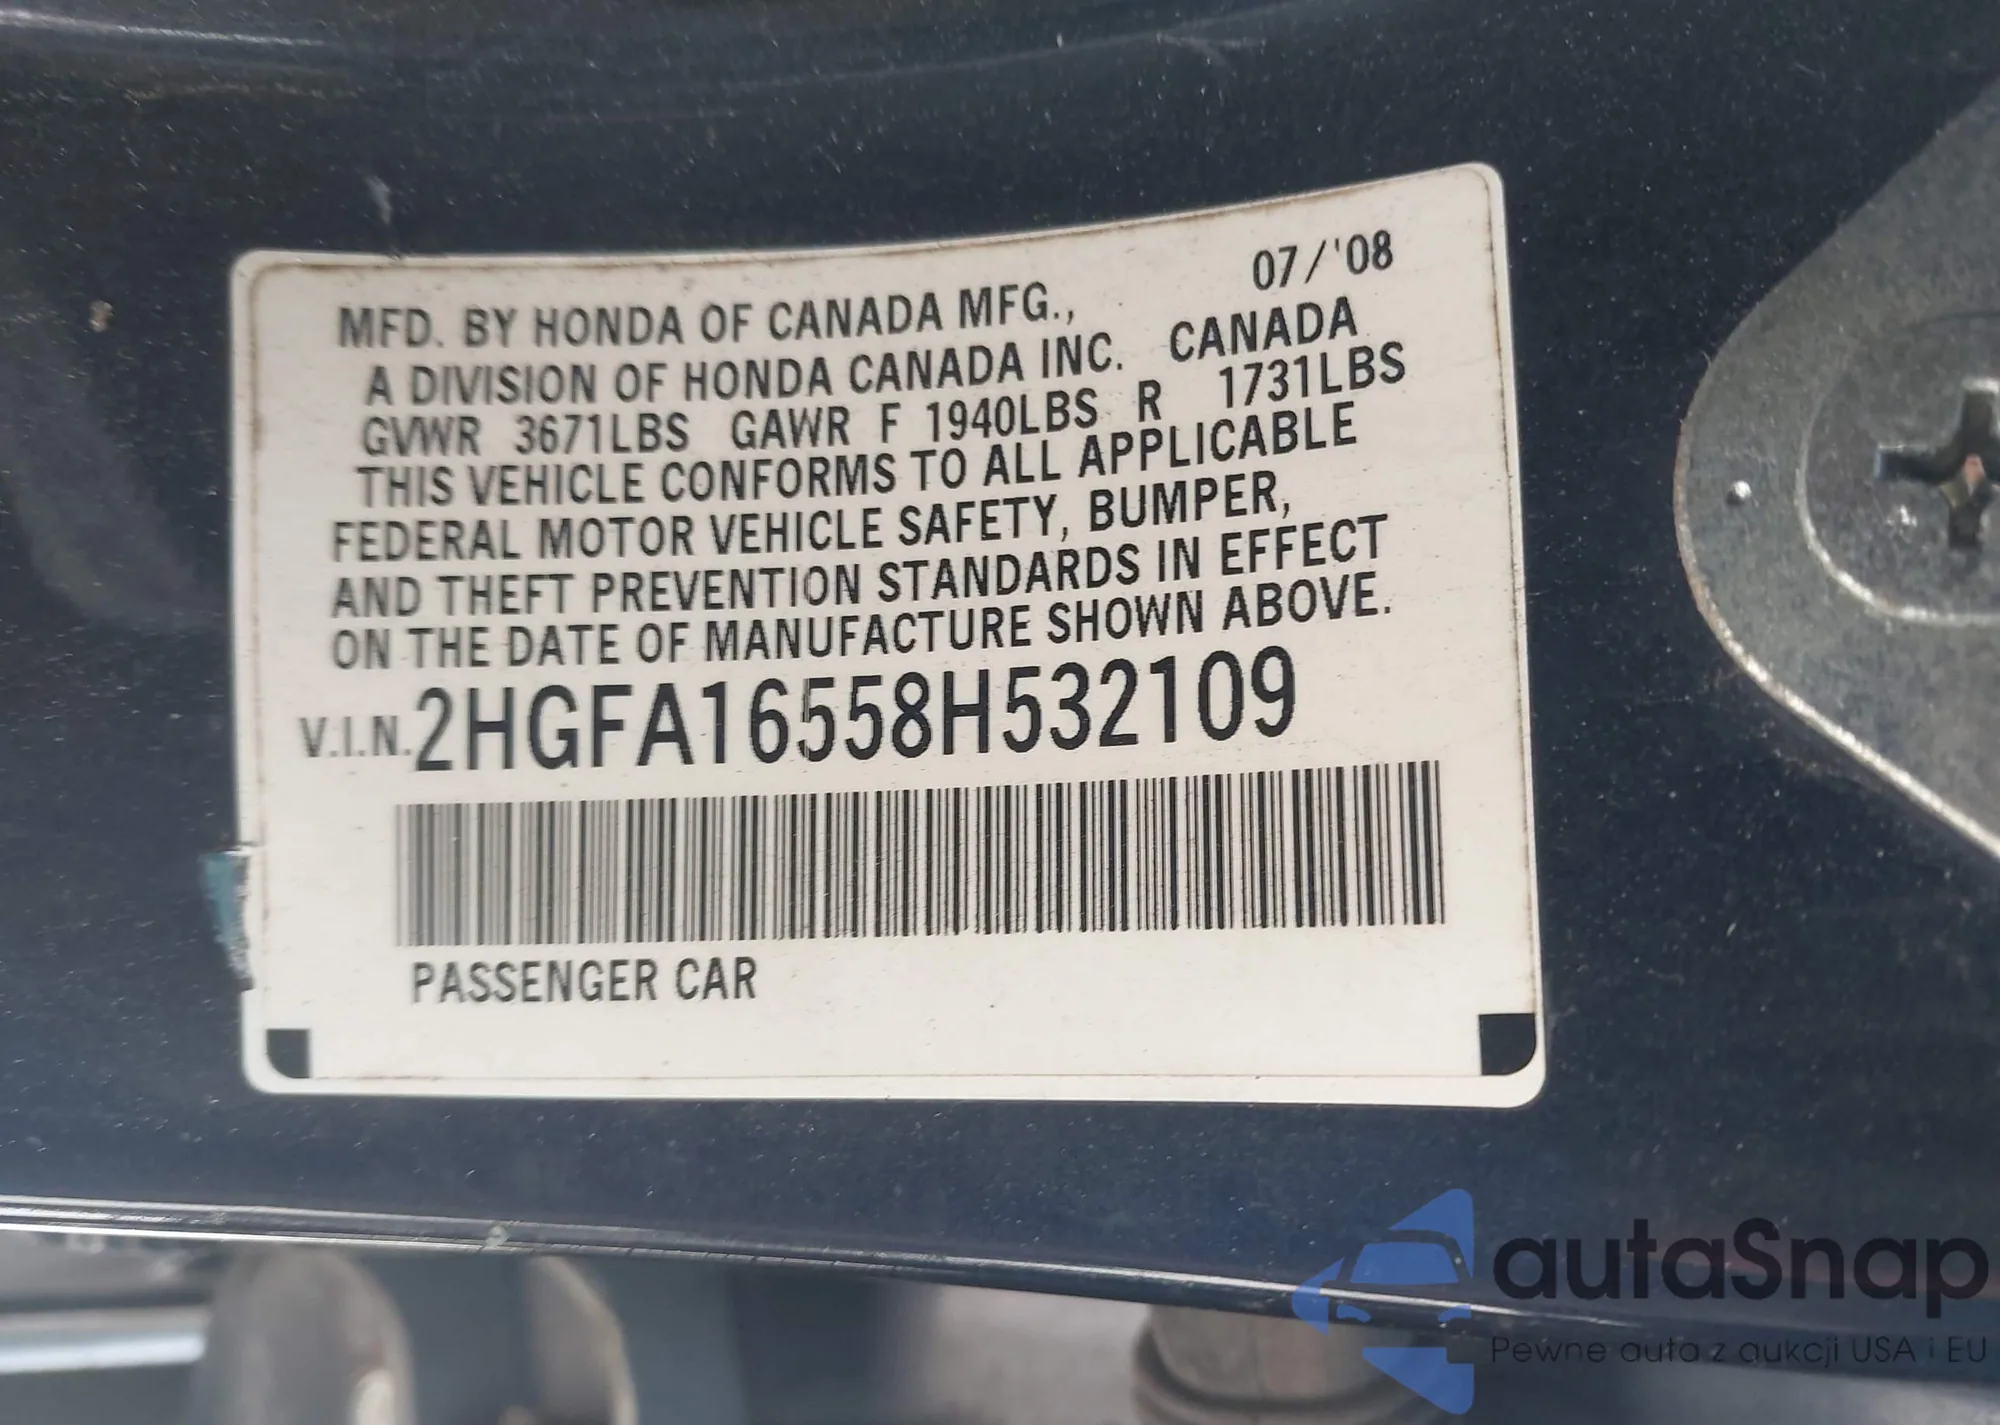 07/'08
MFD. BY HONDA OF CANADA MFG.,
A DIVISION OF HONDA CANADA INC. CANADA
GVWR 3671LBS GAWR F 1940LBS R 1731LBS
THIS VEHICLE CONFORMS TO ALL APPLICABLE
FEDERAL MOTOR VEHICLE SAFETY, BUMPER,
AND THEFT PREVENTION STANDARDS IN EFFECT
ON THE DATE OF MANUFACTURE SHOWN ABOVE.
V.I.N. 2HGFA16558H532109
PASSENGER CAR
autaSnap
Pewne auta z aukcji USA i EU